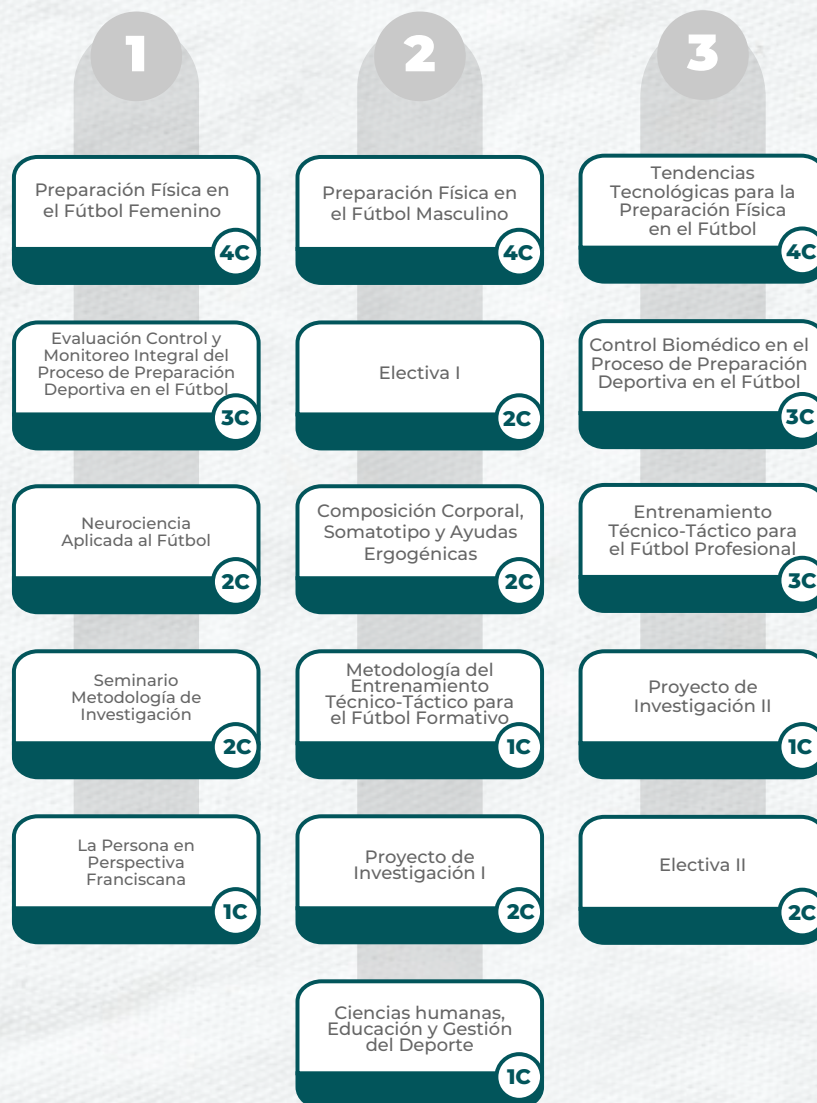 1
Preparación Física en
el Fútbol Femenino
4C
Evaluación Control y
Monitoreo Integral del
Proceso de Preparación
Deportiva en el Fútbol
3C
Neurociencia
Aplicada al Fútbol
2C
Seminario
Metodología de
Investigación
2C
La Persona en
Perspectiva
Franciscana
1C
2
Preparación Física en
el Fútbol Masculino
4C
Electiva I
2C
Composición Corporal,
Somatotipo y Ayudas
Ergogénicas
2C
Metodología del
Entrenamiento
Técnico-Táctico para
el Fútbol Formativo
1C
Proyecto de
Investigación I
2C
Ciencias humanas,
Educación y Gestión
del Deporte
1C
3
Tendencias
Tecnológicas para la
Preparación Física
en el Fútbol
4C
Control Biomédico en el
Proceso de Preparación
Deportiva en el Fútbol
3C
Entrenamiento
Técnico-Táctico para
el Fútbol Profesional
3C
Proyecto de
Investigación II
1C
Electiva II
2C